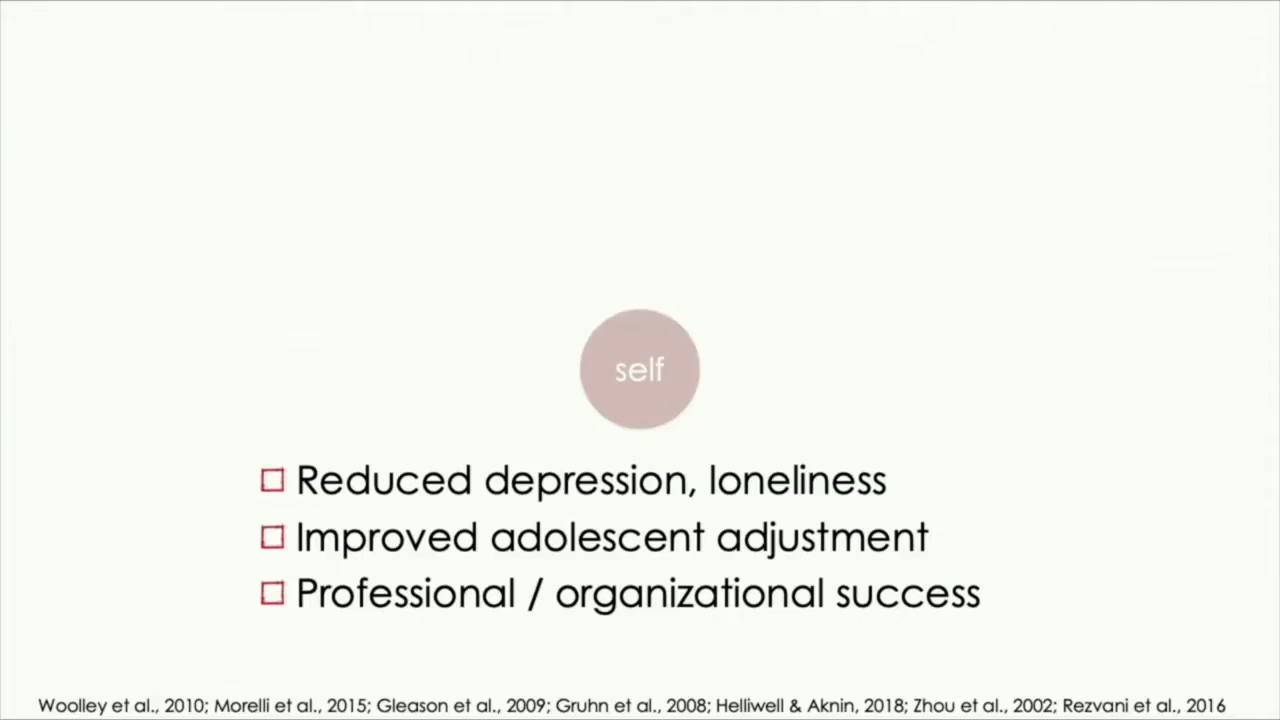 self
Reduced depression, loneliness
Improved adolescent adjustment
Professional / organizational success
Woolley et al., 2010; Morelli et al., 2015; Gleason et al., 2009; Gruhn et al., 2008; Helliwell & Aknin, 2018; Zhou et al., 2002; Rezvani et al., 2016